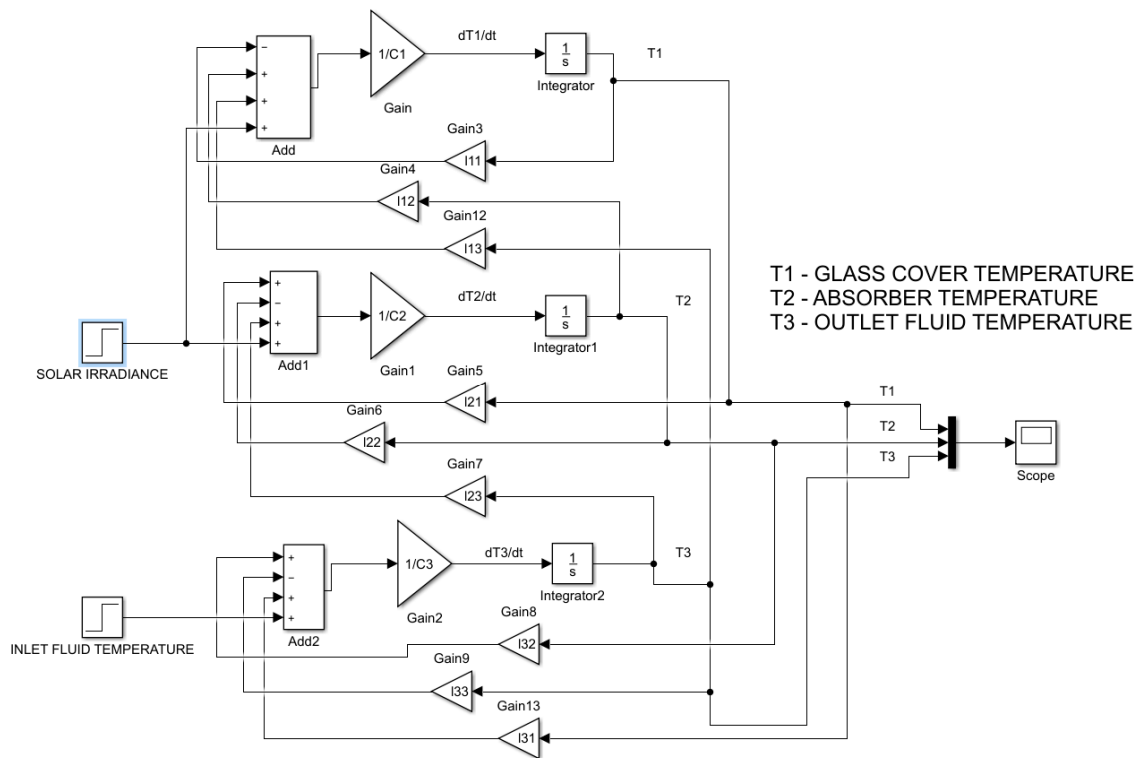 dT1/dt
T1
1/C1
1
s
Integrator
−
+
+
+
Gain
Add
Gain3
I11
Gain4
I12
Gain12
I13
T1 - GLASS COVER TEMPERATURE
T2 - ABSORBER TEMPERATURE
T3 - OUTLET FLUID TEMPERATURE
dT2/dt
T2
+
−
+
+
1/C2
1
s
Integrator1
Add1
Gain1
SOLAR IRRADIANCE
Gain5
I21
T1
Gain6
I22
T2
T3
Gain7
I23
Scope
dT3/dt
T3
+
−
+
+
1/C3
1
s
Integrator2
Gain2
Gain8
Add2
INLET FLUID TEMPERATURE
I32
Gain9
I33
Gain13
I31